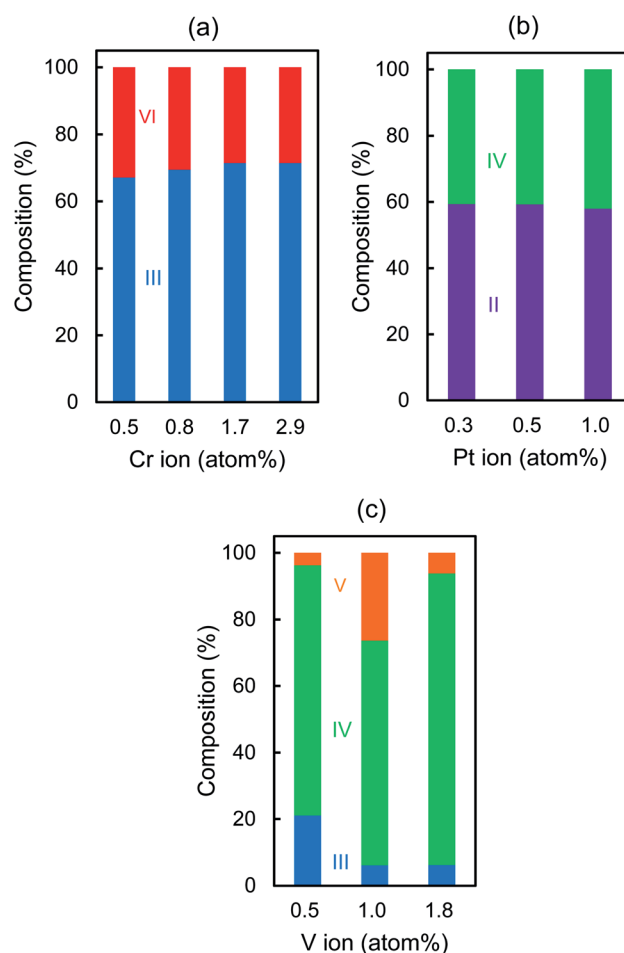 (a)
Composition (%)
100
80
60
40
20
0
VI
III
0.5 0.8 1.7 2.9
Cr ion (atom%)
(b)
Composition (%)
100
80
60
40
20
0
IV
II
0.3 0.5 1.0
Pt ion (atom%)
(c)
Composition (%)
100
80
60
40
20
0
V
IV
III
0.5 1.0 1.8
V ion (atom%)